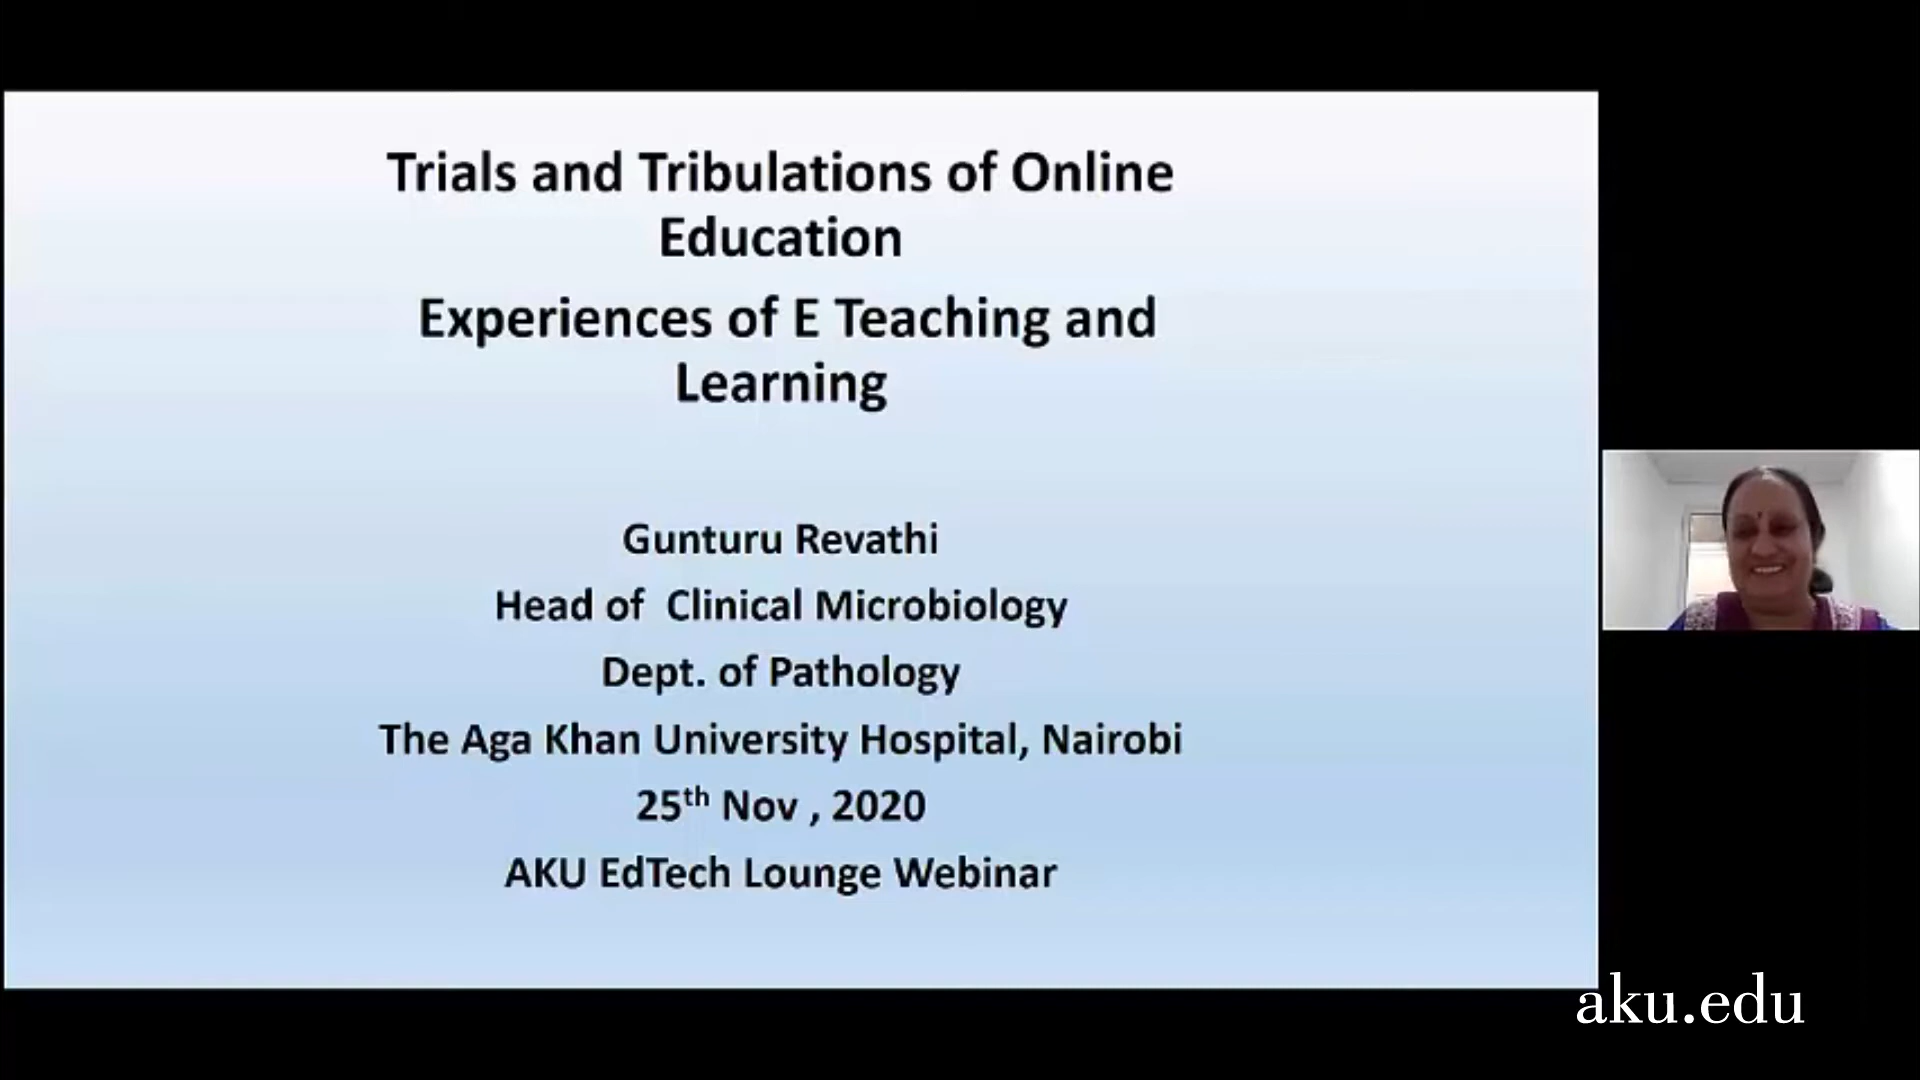 Trials and Tribulations of Online
Education
Experiences of E Teaching and
Learning
Gunturu Revathi
Head of  Clinical Microbiology
Dept. of Pathology
The Aga Khan University Hospital, Nairobi
25th Nov , 2020
AKU EdTech Lounge Webinar
aku.edu